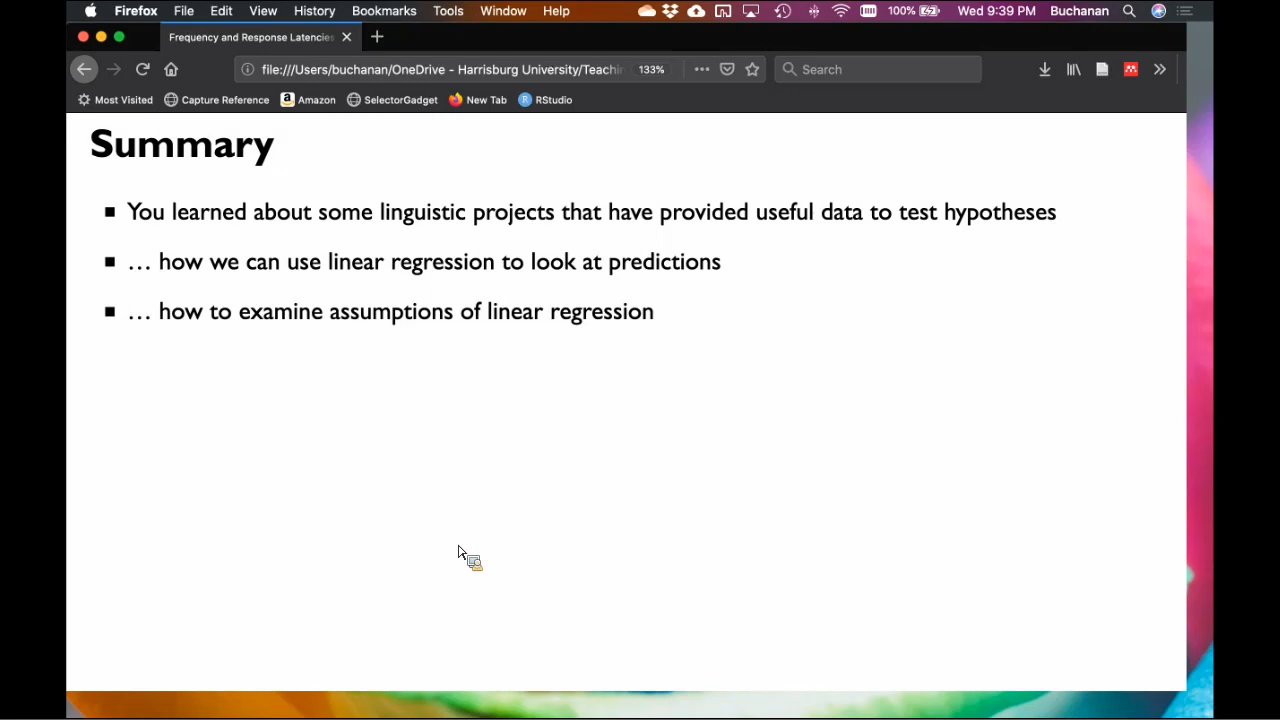 Firefox File Edit View History Bookmarks Tools Window Help 100% Wed 9:39 PM Buchanan
Frequency and Response Latencies
file:///Users/buchanan/OneDrive - Harrisburg University/Teachin 133% Search
Most Visited Capture Reference Amazon SelectorGadget New Tab RStudio
Summary
You learned about some linguistic projects that have provided useful data to test hypotheses
… how we can use linear regression to look at predictions
… how to examine assumptions of linear regression